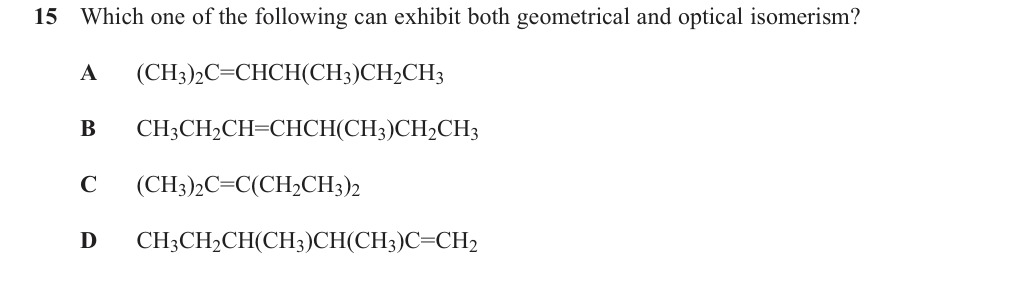 15 Which one of the following can exhibit both geometrical and optical isomerism?
A (CH₃)₂C=CHCH(CH₃)CH₂CH₃
B CH₃CH₂CH=CHCH(CH₃)CH₂CH₃
C (CH₃)₂C=C(CH₂CH₃)₂
D CH₃CH₂CH(CH₃)CH(CH₃)C=CH₂